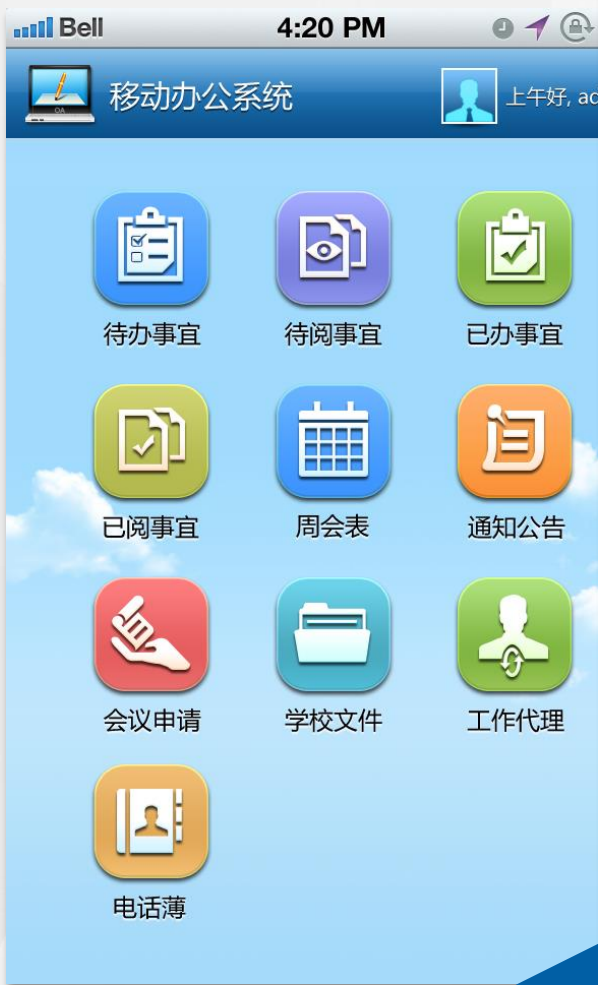 Bell 4:20 PM
移动办公系统 上午好, ad
OA
待办事宜 待阅事宜 已办事宜
已阅事宜 周会表 通知公告
会议申请 学校文件 工作代理
电话薄